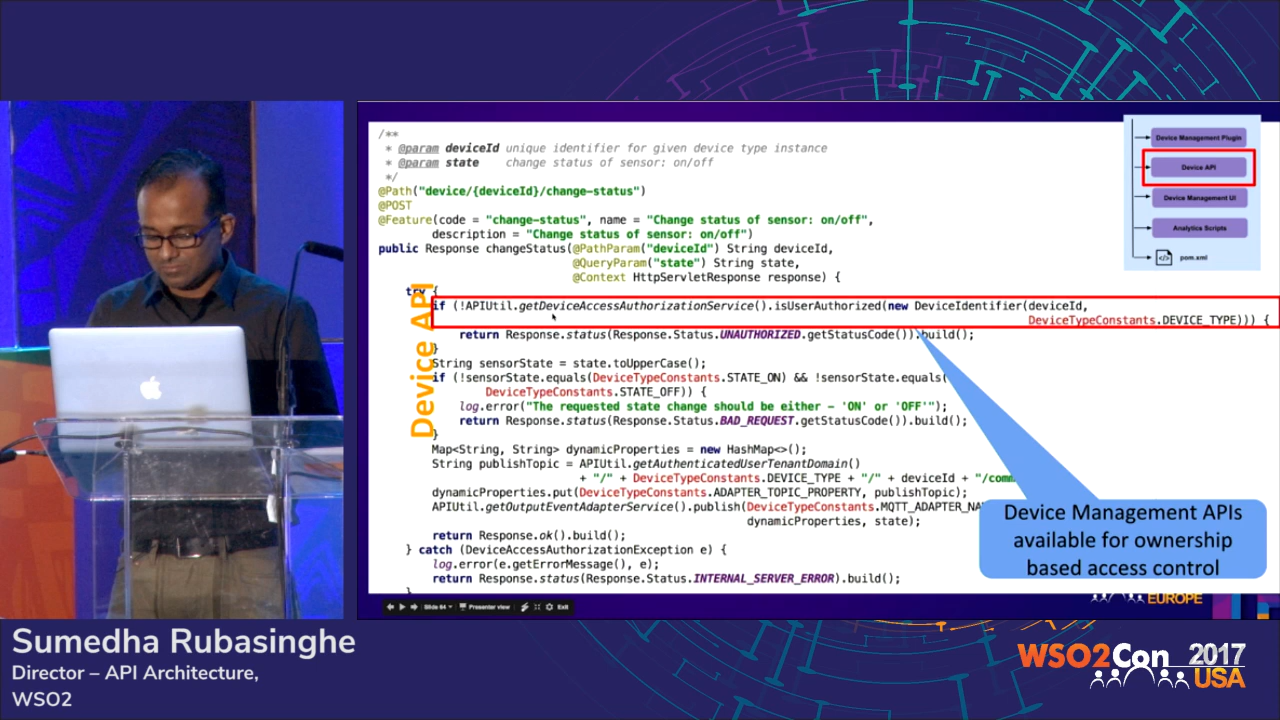 /**
* @param deviceId unique identifier for given device type instance
* @param state change status of sensor: on/off
*/
@Path("device/{deviceId}/change-status")
@POST
@Feature(code = "change-status", name = "Change status of sensor: on/off",
description = "Change status of sensor: on/off")
public Response changeStatus(@PathParam("deviceId") String deviceId,
@QueryParam("state") String state,
@Context HttpServletResponse response) {
try {
if (!APIUtil.getDeviceAccessAuthorizationService().isUserAuthorized(new DeviceIdentifier(deviceId,
DeviceTypeConstants.DEVICE_TYPE))) {
return Response.status(Response.Status.UNAUTHORIZED.getStatusCode()).build();
}
String sensorState = state.toUpperCase();
if (!sensorState.equals(DeviceTypeConstants.STATE_ON) && !sensorState.equals(
DeviceTypeConstants.STATE_OFF)) {
log.error("The requested state change should be either - 'ON' or 'OFF'");
return Response.status(Response.Status.BAD_REQUEST.getStatusCode()).build();
}
Map<String, String> dynamicProperties = new HashMap<>();
String publishTopic = APIUtil.getAuthenticatedUserTenantDomain()
+ "/" + DeviceTypeConstants.DEVICE_TYPE + "/" + deviceId + "/comm
dynamicProperties.put(DeviceTypeConstants.ADAPTER_TOPIC_PROPERTY, publishTopic);
APIUtil.getOutputEventAdapterService().publish(DeviceTypeConstants.MQTT_ADAPTER_NA
dynamicProperties, state);
return Response.ok().build();
} catch (DeviceAccessAuthorizationException e) {
log.error(e.getErrorMessage(), e);
return Response.status(Response.Status.INTERNAL_SERVER_ERROR).build();
}
Device API
Device Management Plugin
Device API
Device Management UI
Analytics Scripts
</> pom.xml
Device Management APIs
available for ownership
based access control
EUROPE
Slide 64
Presenter view
Exit
Sumedha Rubasinghe
Director – API Architecture,
WSO2
WSO2Con 2017
USA